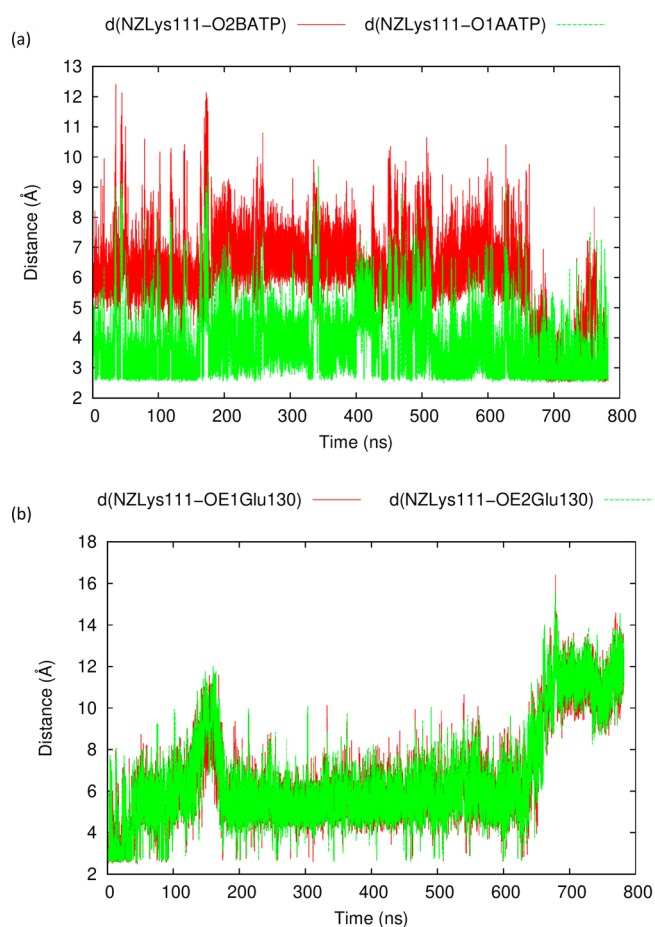 d(NZLys111−O2BATP) d(NZLys111−O1AATP)
(a)
13
12
11
10
9
8
7
6
5
4
3
2
Distance (Å)
0 100 200 300 400 500 600 700 800
Time (ns)
d(NZLys111−OE1Glu130) d(NZLys111−OE2Glu130)
(b)
18
16
14
12
10
8
6
4
2
Distance (Å)
0 100 200 300 400 500 600 700 800
Time (ns)